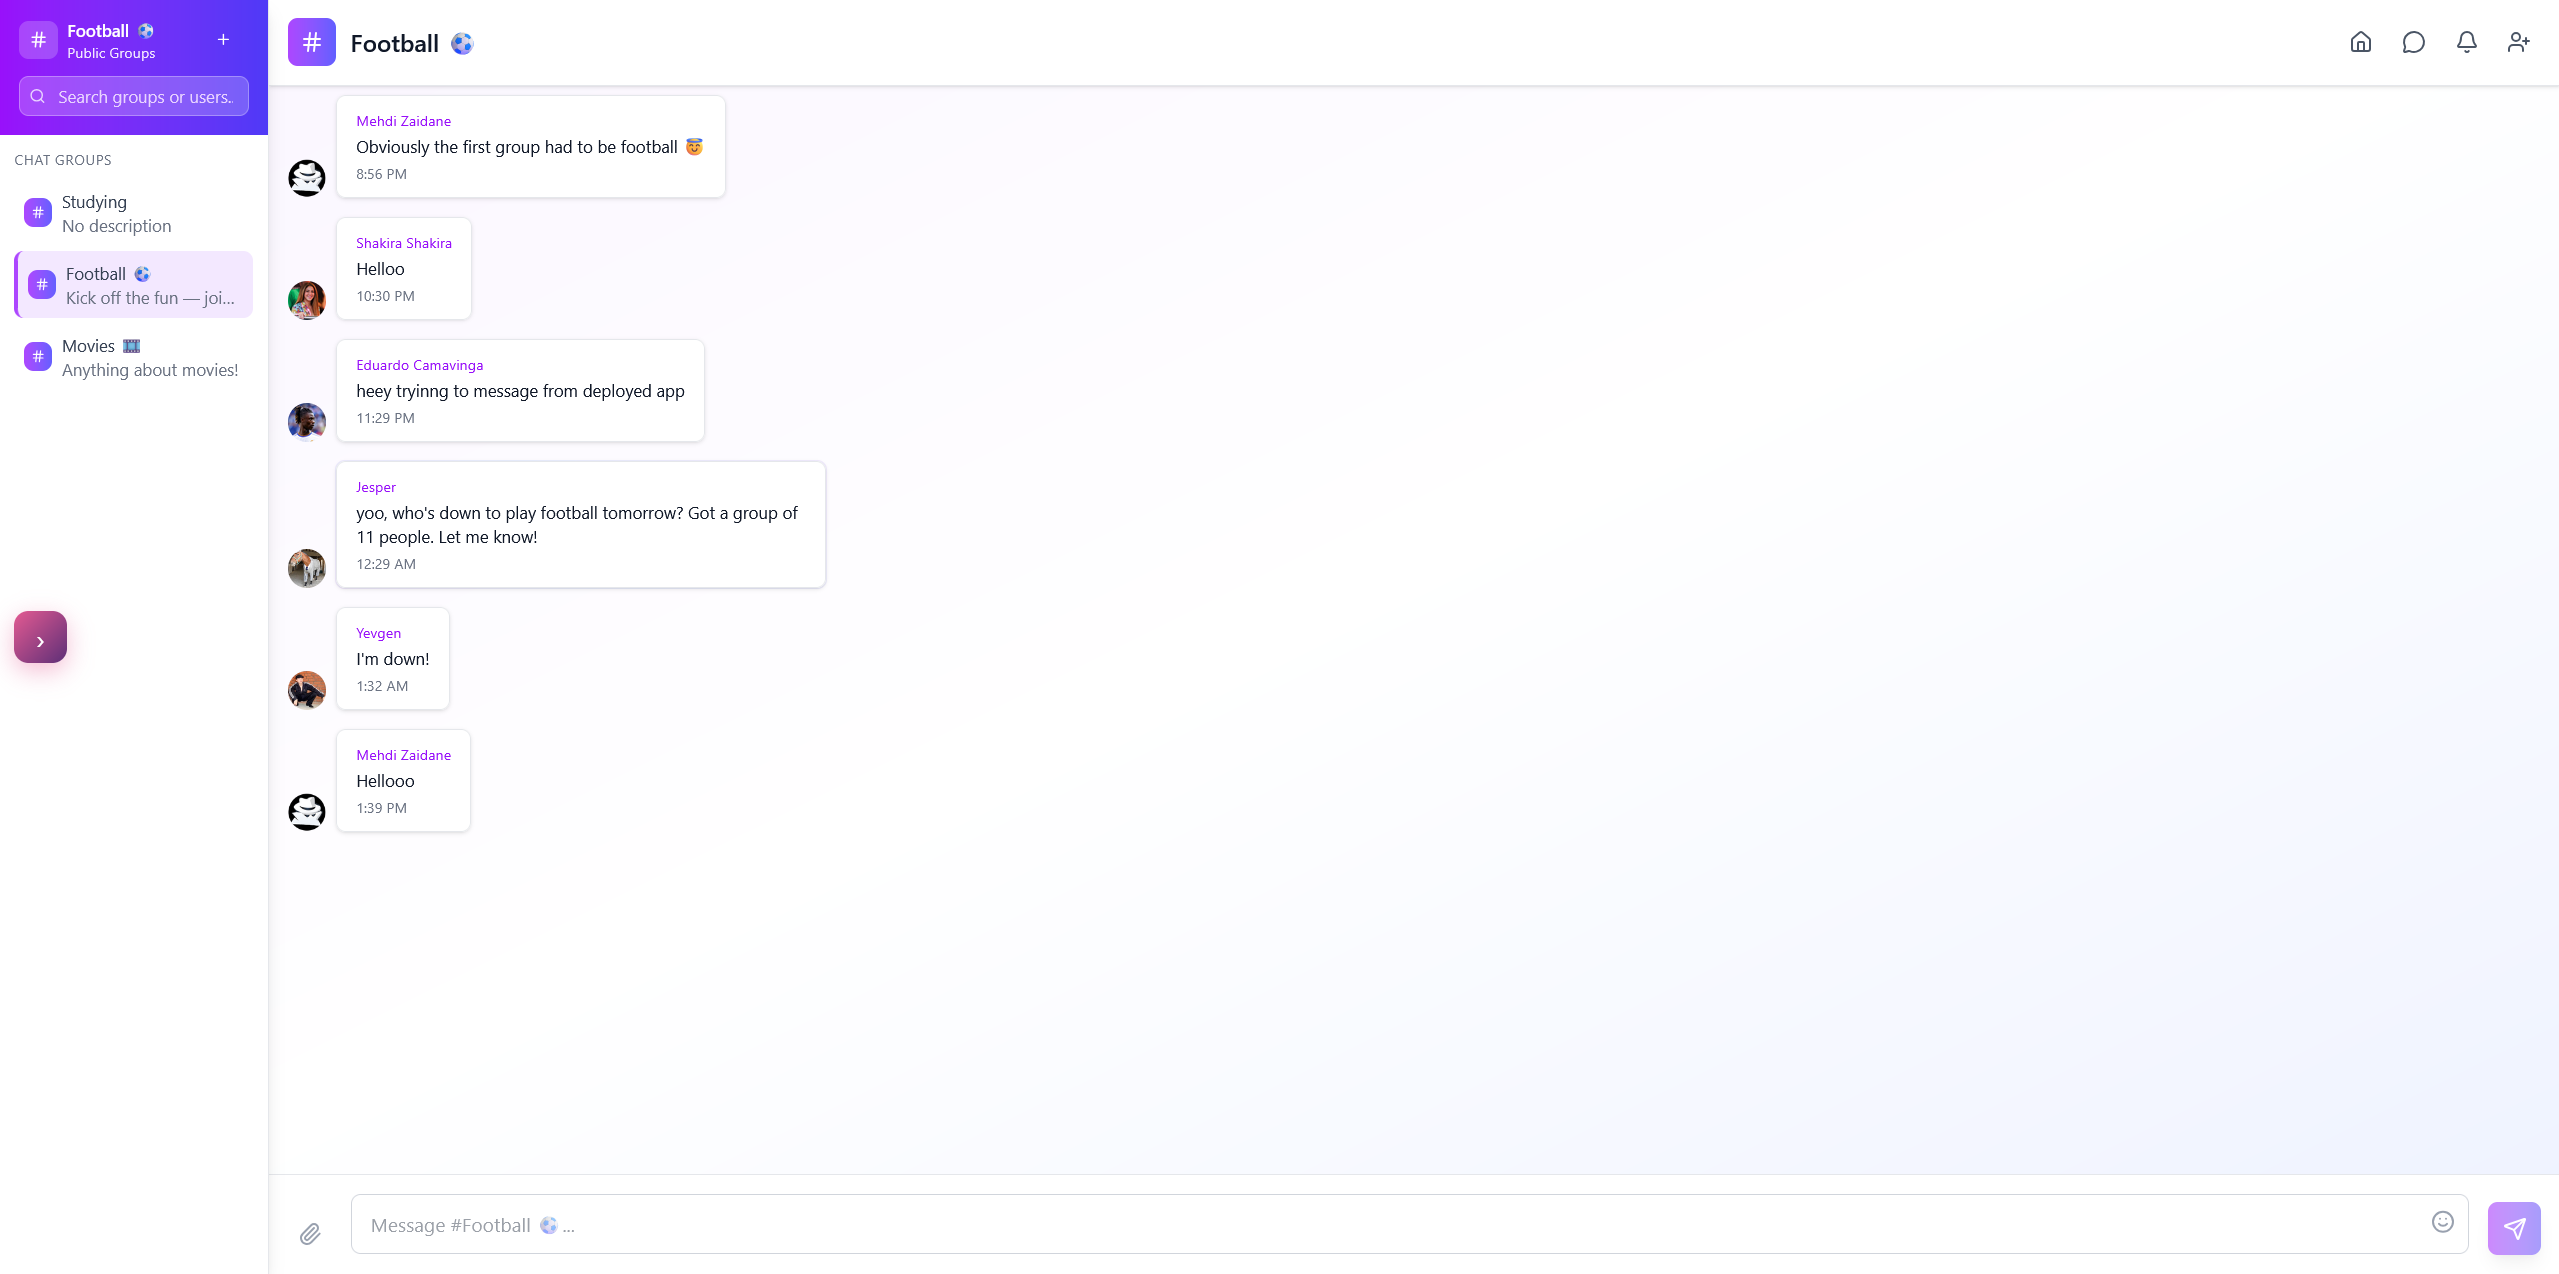 # Football ⚽ +
Public Groups
Search groups or users..
CHAT GROUPS
# Studying
No description
# Football ⚽
Kick off the fun — joi...
# Movies 🎞️
Anything about movies!
›
# Football ⚽
Mehdi Zaidane
Obviously the first group had to be football 😇
8:56 PM
Shakira Shakira
Helloo
10:30 PM
Eduardo Camavinga
heey tryinng to message from deployed app
11:29 PM
Jesper
yoo, who's down to play football tomorrow? Got a group of
11 people. Let me know!
12:29 AM
Yevgen
I'm down!
1:32 AM
Mehdi Zaidane
Hellooo
1:39 PM
Message #Football ⚽ ...